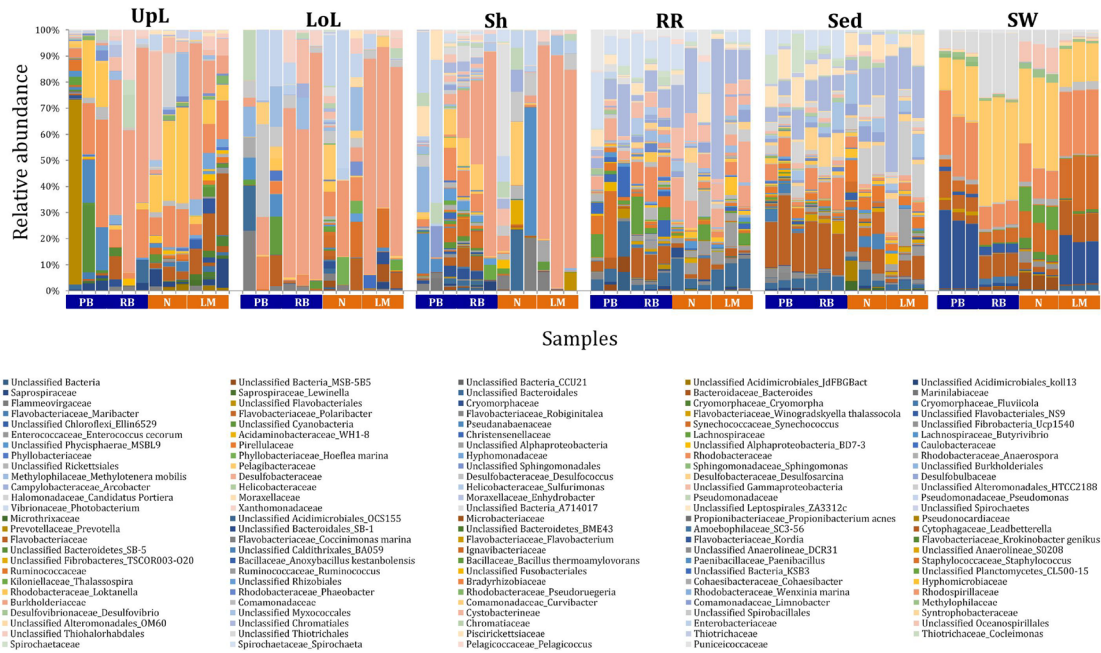 UpL LoL Sh RR Sed SW
Relative abundance
100%
90%
80%
70%
60%
50%
40%
30%
20%
10%
0%
PB RB N LM PB RB N LM PB RB N LM PB RB N LM PB RB N LM PB RB N LM
Samples
Unclassified Bacteria Unclassified Bacteria_MSB-5B5 Unclassified Bacteria_CCU21 Unclassified Acidimicrobiales_JdFBGBact Unclassified Acidimicrobiales_koll13
Saprospiraceae Saprospiraceae_Lewinella Unclassified Bacteroidales Bacteroidaceae_Bacteroides Marinilabiaceae
Flammeovirgaceae Unclassified Flavobacteriales Cryomorphaceae Cryomorphaceae_Cryomorpha Cryomorphaceae_Fluviicola
Flavobacteriaceae_Maribacter Flavobacteriaceae_Polaribter Flavobacteriaceae_Robiginitalea Flavobacteriaceae_Winogradskyella thalassocola Unclassified Flavobacteriales_NS9
Unclassified Chloroflexi_Ellin6529 Unclassified Cyanobacteria Pseudanabaenaceae Synechococcaceae_Synechococcus Unclassified Fibrobacteria_Ucp1540
Enterococcaceae_Enterococcus cecorum Acidaminobacteraceae_WH1-8 Christensenellaceae Lachnospiraceae Lachnospiraceae_Butyrivibrio
Unclassified Phycisphaerae_MSBL9 Pirellulaceae Unclassified Alphaproteobacteria Unclassified Alphaproteobacteria_BD7-3 Caulobacteraceae
Phyllobacteriaceae Phyllobacteriaceae_Hoeflea marina Hyphomonadaceae Rhodobacteraceae Rhodobacteraceae_Anaerospora
Unclassified Rickettsiales Pelagibacteraceae Unclassified Sphingomonadales Sphingomonadaceae_Sphingomonas Unclassified Burkholderiales
Methylophilaceae_Methylotenera mobilis Desulfobacteraceae Desulfobacteraceae_Desulfococcus Desulfobacteraceae_Desulfosarcina Desulfobulbaceae
Campylobacteraceae_Arcobacter Helicobacteraceae Helicobacteraceae_Sulfurimonas Unclassified Gammaproteobacteria Unclassified Alteromonadales_HTCC2188
Halomonadaceae_Candidatus Portiera Moraxellaceae Moraxellaceae_Enhydrobacter Pseudomonadaceae Pseudomonadaceae_Pseudomonas
Vibrionaceae_Photobacterium Xanthomonadaceae Unclassified Bacteria_A714017 Unclassified Leptospirales_ZA3312c Unclassified Spirochaetes
Microthrixaceae Unclassified Acidimicrobiales_OCS155 Microbacteriaceae Propionibacteriaceae_Propionibacterium acnes Pseudonocardiaceae
Prevotellaceae_Prevotella Unclassified Bacteroidales_SB-1 Unclassified Bacteroidetes_BME43 Amoebophilaceae_SC3-56 Cytophagaceae_Leadbetterella
Flavobacteriaceae Flavobacteriaceae_Coccinimonas marina Flavobacteriaceae_Flavobacterium Flavobacteriaceae_Kordia Flavobacteriaceae_Krokinobacter genikus
Unclassified Bacteroidetes_SB-5 Unclassified Caldithrixales_BA059 Ignavibacteriaceae Unclassified Anaerolineae_DCR31 Unclassified Anaerolineae_S0208
Unclassified Fibrobacteres_TSCOR003-O20 Bacillaceae_Anoxybacillus kestanbolensis Bacillaceae_Bacillus thermoamylovorans Paenibacillaceae_Paenibacillus Staphylococcaceae_Staphylococcus
Ruminococcaceae Ruminococcaceae_Ruminococcus Unclassified Fusobacteriales Unclassified Bacteria_KSB3 Unclassified Planctomycetes_CL500-15
Kiloniellaceae_Thalassospira Unclassified Rhizobiales Bradyrhizobiaceae Cohaesibacteraceae_Cohaesibacter Hyphomicrobiaceae
Rhodobacteraceae_Loktanella Rhodobacteraceae_Phaeobacter Rhodobacteraceae_Pseudoruegeria Rhodobacteraceae_Wenxinia marina Rhodospirillaceae
Burkholderiaceae Comamonadaceae Comamonadaceae_Curvibacter Comamonadaceae_Limnobacter Methylophilaceae
Desulfovibrionaceae_Desulfovibrio Unclassified Myxococcales Cystobacterineae Unclassified Spirobacillales Syntrophobacteraceae
Unclassified Alteromonadales_OM60 Unclassified Chromatiales Chromatiaceae Enterobacteriaceae Unclassified Oceanospirillales
Unclassified Thiohalorhabdales Unclassified Thiotrichales Piscirickettsiaceae Thiotrichaceae Thiotrichaceae_Cocleimonas
Spirochaetaceae Spirochaetaceae_Spirochaeta Pelagicoccaceae_Pelagicoccus Puniceicoccaceae